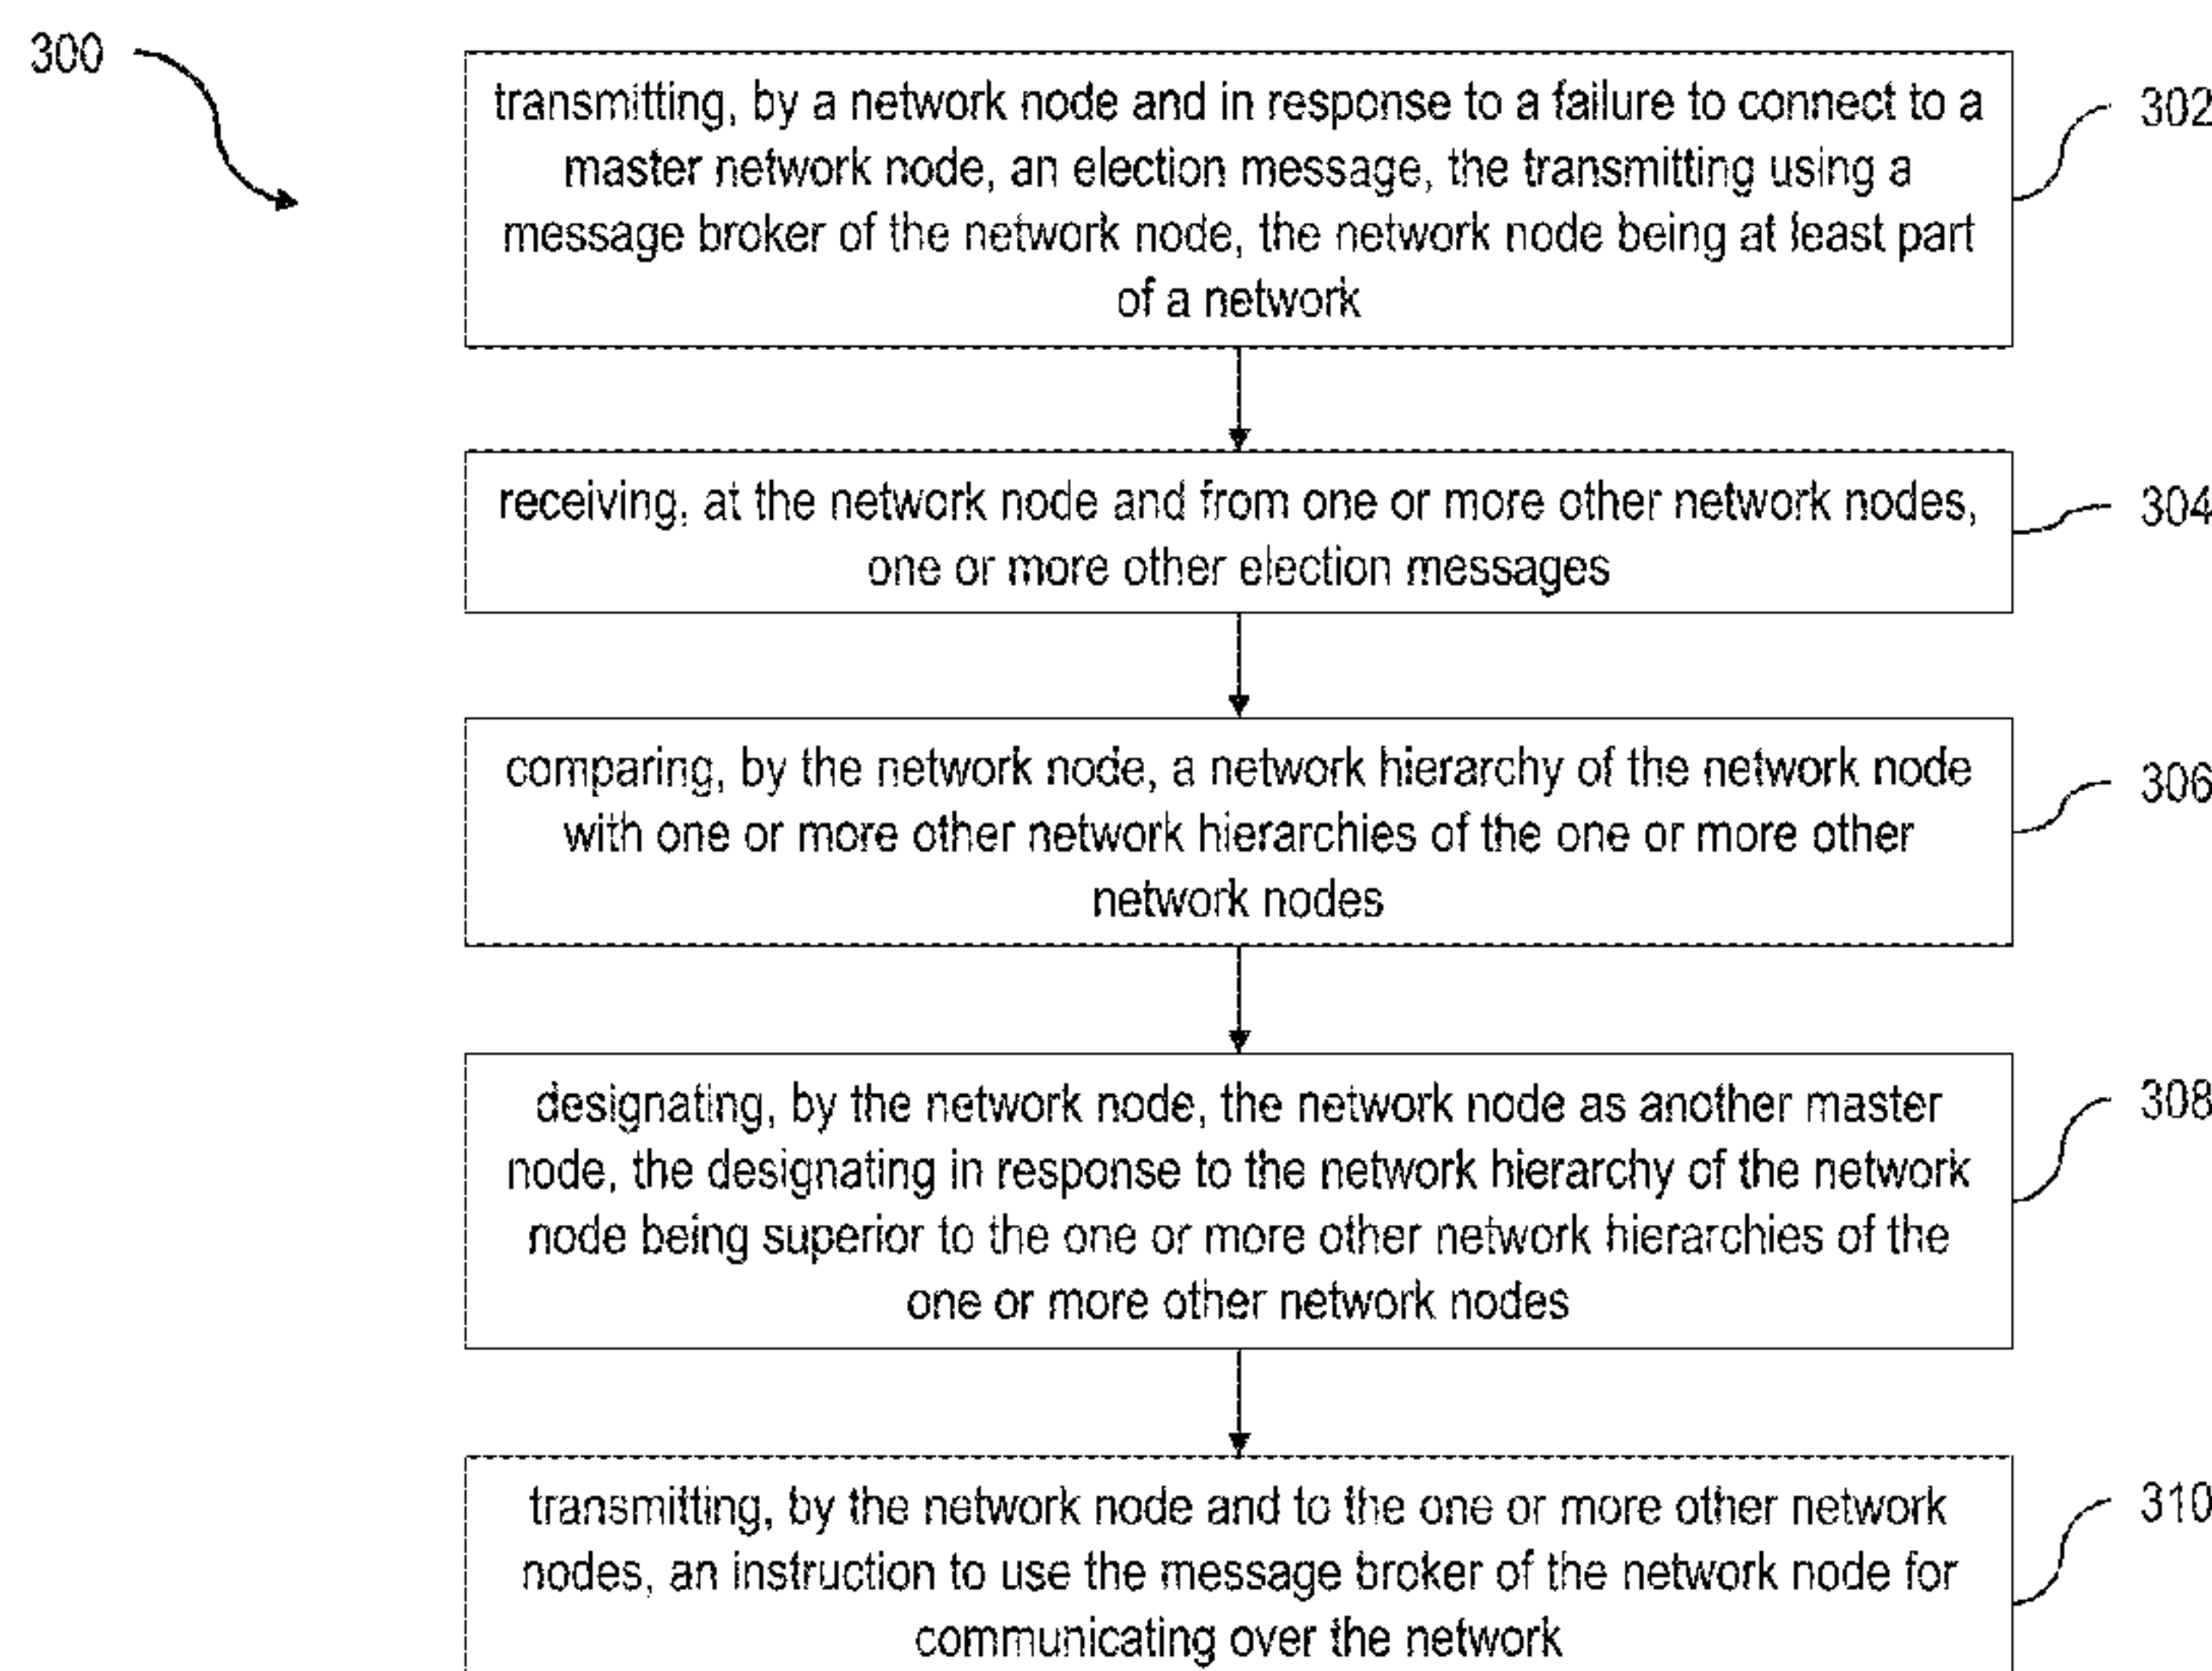 300
transmitting, by a network node and in response to a failure to connect to a
master network node, an election message, the transmitting using a
message broker of the network node, the network node being at least part
of a network
302
receiving, at the network node and from one or more other network nodes,
one or more other election messages
304
comparing, by the network node, a network hierarchy of the network node
with one or more other network hierarchies of the one or more other
network nodes
306
designating, by the network node, the network node as another master
node, the designating in response to the network hierarchy of the network
node being superior to the one or more other network hierarchies of the
one or more other network nodes
308
transmitting, by the network node and to the one or more other network
nodes, an instruction to use the message broker of the network node for
communicating over the network
310